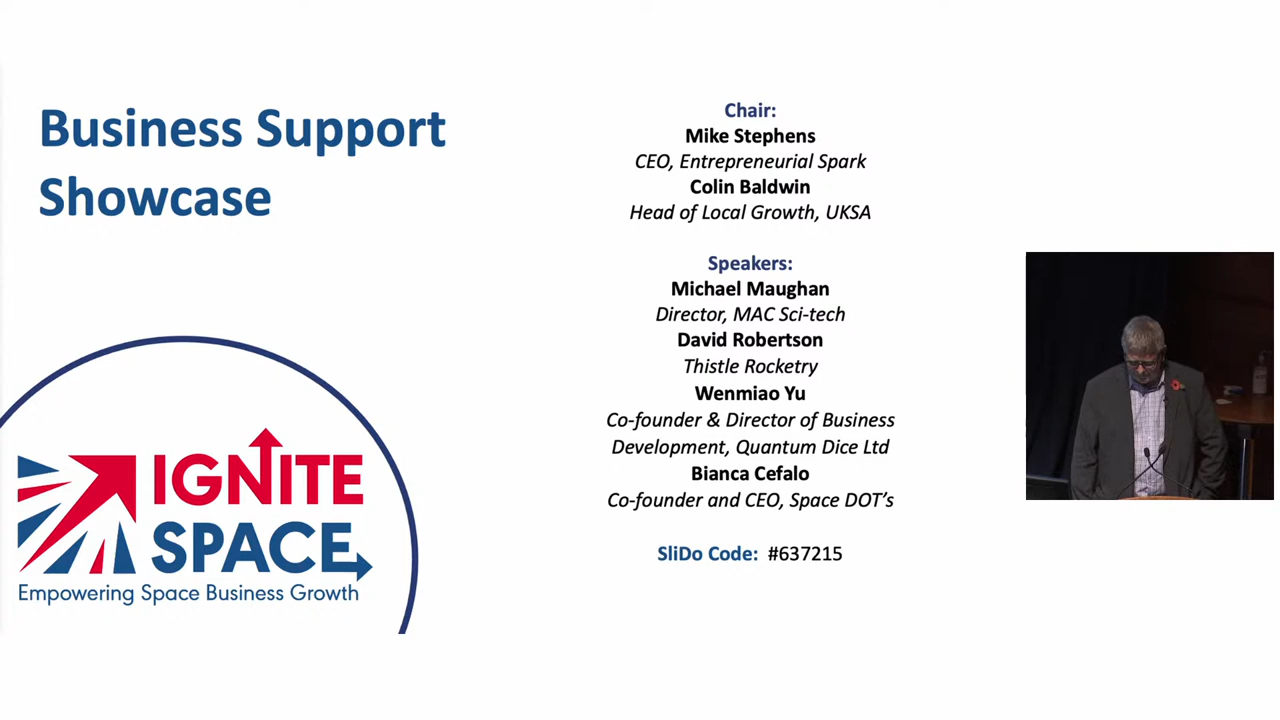 Business Support
Showcase
IGNITE
SPACE
Empowering Space Business Growth
Chair:
Mike Stephens
CEO, Entrepreneurial Spark
Colin Baldwin
Head of Local Growth, UKSA
Speakers:
Michael Maughan
Director, MAC Sci-tech
David Robertson
Thistle Rocketry
Wenmiao Yu
Co-founder & Director of Business
Development, Quantum Dice Ltd
Bianca Cefalo
Co-founder and CEO, Space DOT’s
SliDo Code: #637215